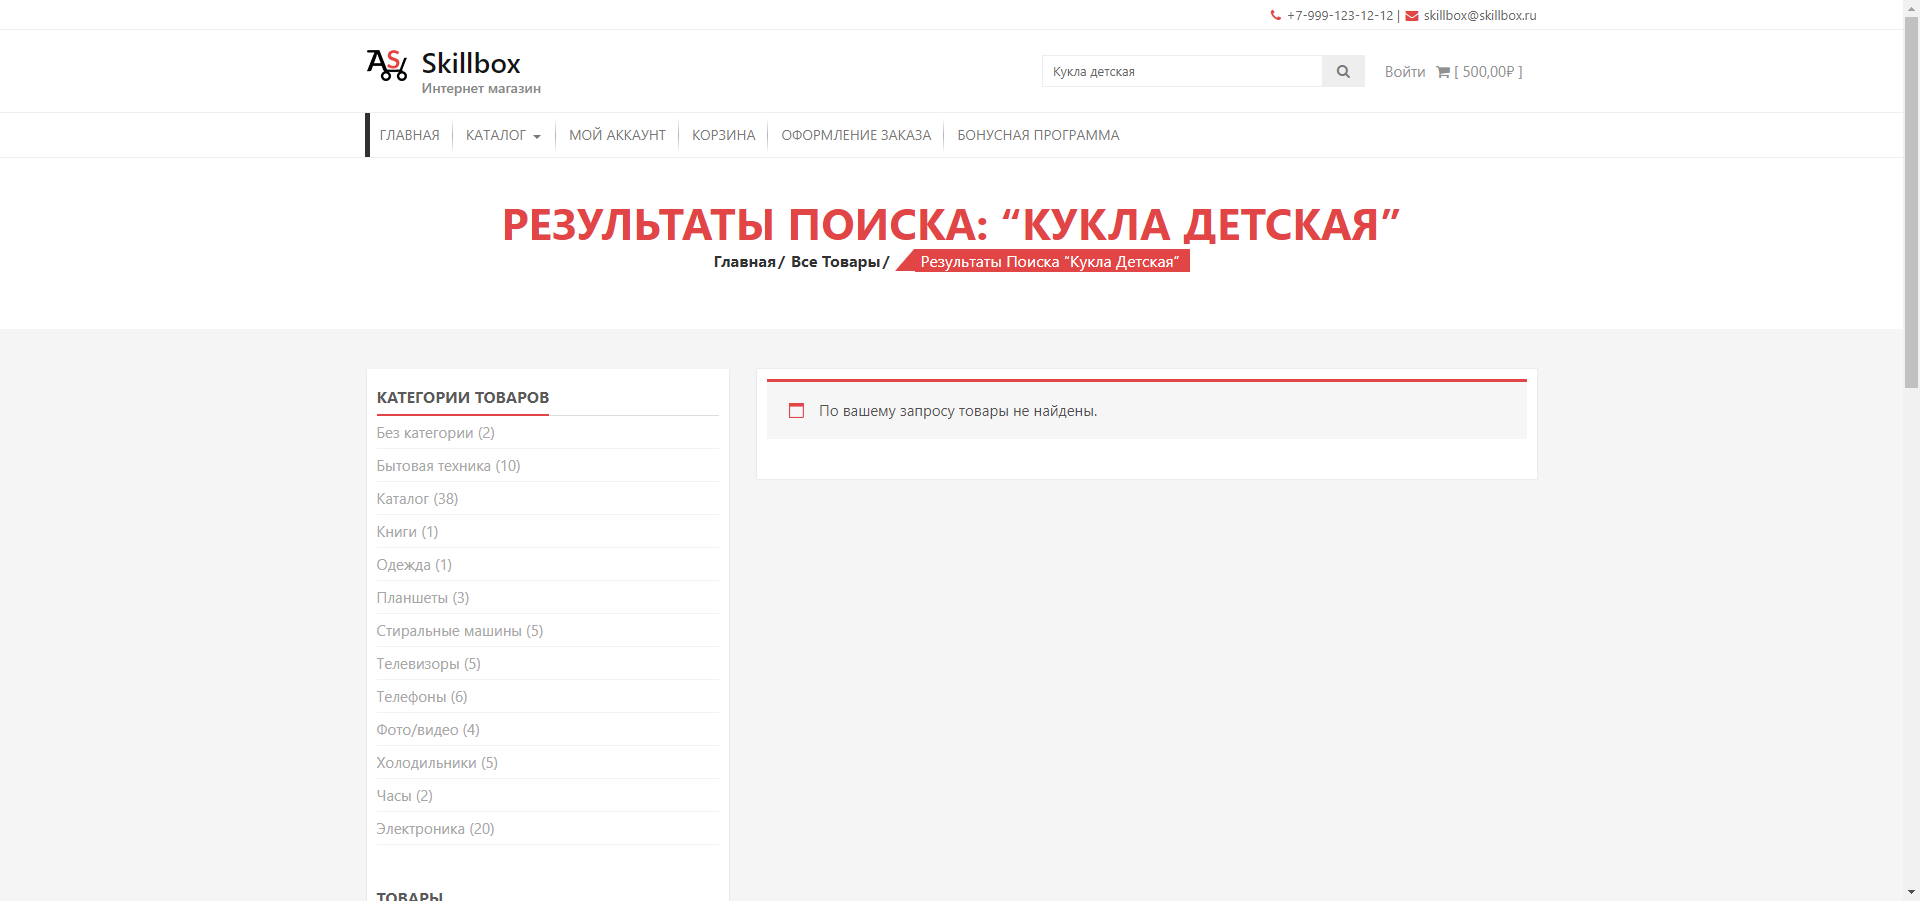 +7-999-123-12-12 | skillbox@skillbox.ru
AS Skillbox
Интернет магазин
Кукла детская
Войти [ 500,00₽ ]
ГЛАВНАЯ КАТАЛОГ МОЙ АККАУНТ КОРЗИНА ОФОРМЛЕНИЕ ЗАКАЗА БОНУСНАЯ ПРОГРАММА
РЕЗУЛЬТАТЫ ПОИСКА: “КУКЛА ДЕТСКАЯ”
Главная / Все Товары / Результаты Поиска “Кукла Детская”
КАТЕГОРИИ ТОВАРОВ
Без категории (2)
Бытовая техника (10)
Каталог (38)
Книги (1)
Одежда (1)
Планшеты (3)
Стиральные машины (5)
Телевизоры (5)
Телефоны (6)
Фото/видео (4)
Холодильники (5)
Часы (2)
Электроника (20)
ТОВАРЫ
По вашему запросу товары не найдены.